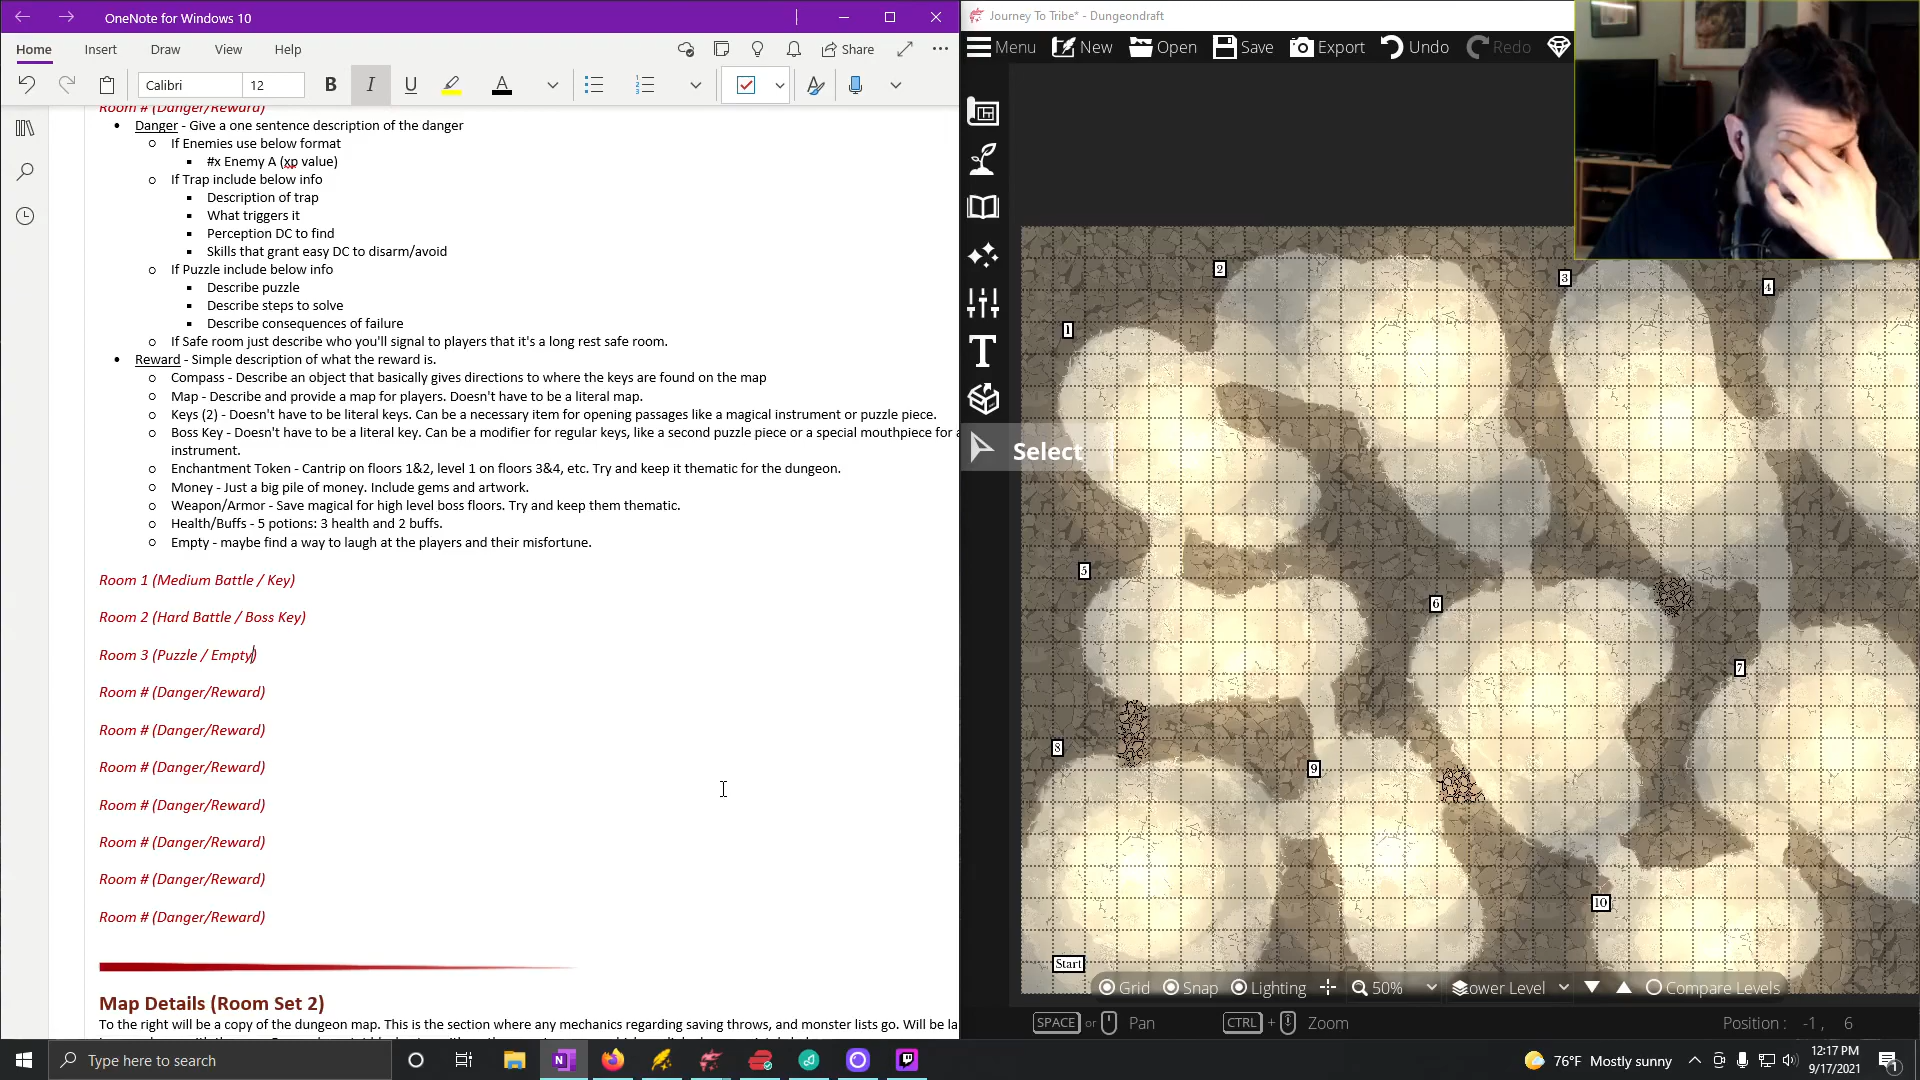 OneNote for Windows 10
Home Insert Draw View Help Share
Calibri 12 B I U A
Room # (Danger/Reward)
• Danger - Give a one sentence description of the danger
o If Enemies use below format
▪ #x Enemy A (xp value)
o If Trap include below info
▪ Description of trap
▪ What triggers it
▪ Perception DC to find
▪ Skills that grant easy DC to disarm/avoid
o If Puzzle include below info
▪ Describe puzzle
▪ Describe steps to solve
▪ Describe consequences of failure
o If Safe room just describe who you'll signal to players that it's a long rest safe room.
• Reward - Simple description of what the reward is.
o Compass - Describe an object that basically gives directions to where the keys are found on the map
o Map - Describe and provide a map for players. Doesn't have to be a literal map.
o Keys (2) - Doesn't have to be literal keys. Can be a necessary item for opening passages like a magical instrument or puzzle piece.
o Boss Key - Doesn't have to be a literal key. Can be a modifier for regular keys, like a second puzzle piece or a special mouthpiece for a
instrument.
o Enchantment Token - Cantrip on floors 1&2, level 1 on floors 3&4, etc. Try and keep it thematic for the dungeon.
o Money - Just a big pile of money. Include gems and artwork.
o Weapon/Armor - Save magical for high level boss floors. Try and keep them thematic.
o Health/Buffs - 5 potions: 3 health and 2 buffs.
o Empty - maybe find a way to laugh at the players and their misfortune.
Room 1 (Medium Battle / Key)
Room 2 (Hard Battle / Boss Key)
Room 3 (Puzzle / Empty)
Room # (Danger/Reward)
Room # (Danger/Reward)
Room # (Danger/Reward)
Room # (Danger/Reward)
Room # (Danger/Reward)
Room # (Danger/Reward)
Room # (Danger/Reward)
Map Details (Room Set 2)
To the right will be a copy of the dungeon map. This is the section where any mechanics regarding saving throws, and monster lists go. Will be la
Journey To Tribe* - Dungeondraft
Menu New Open Save Export Undo Redo
T
Select
1
2
3
4
5
6
7
8
9
10
Start
Grid Snap Lighting 50% ower Level Compare Levels
SPACE or Pan CTRL + Zoom Position : -1, 6
Type here to search
76°F Mostly sunny
12:17 PM
9/17/2021
1